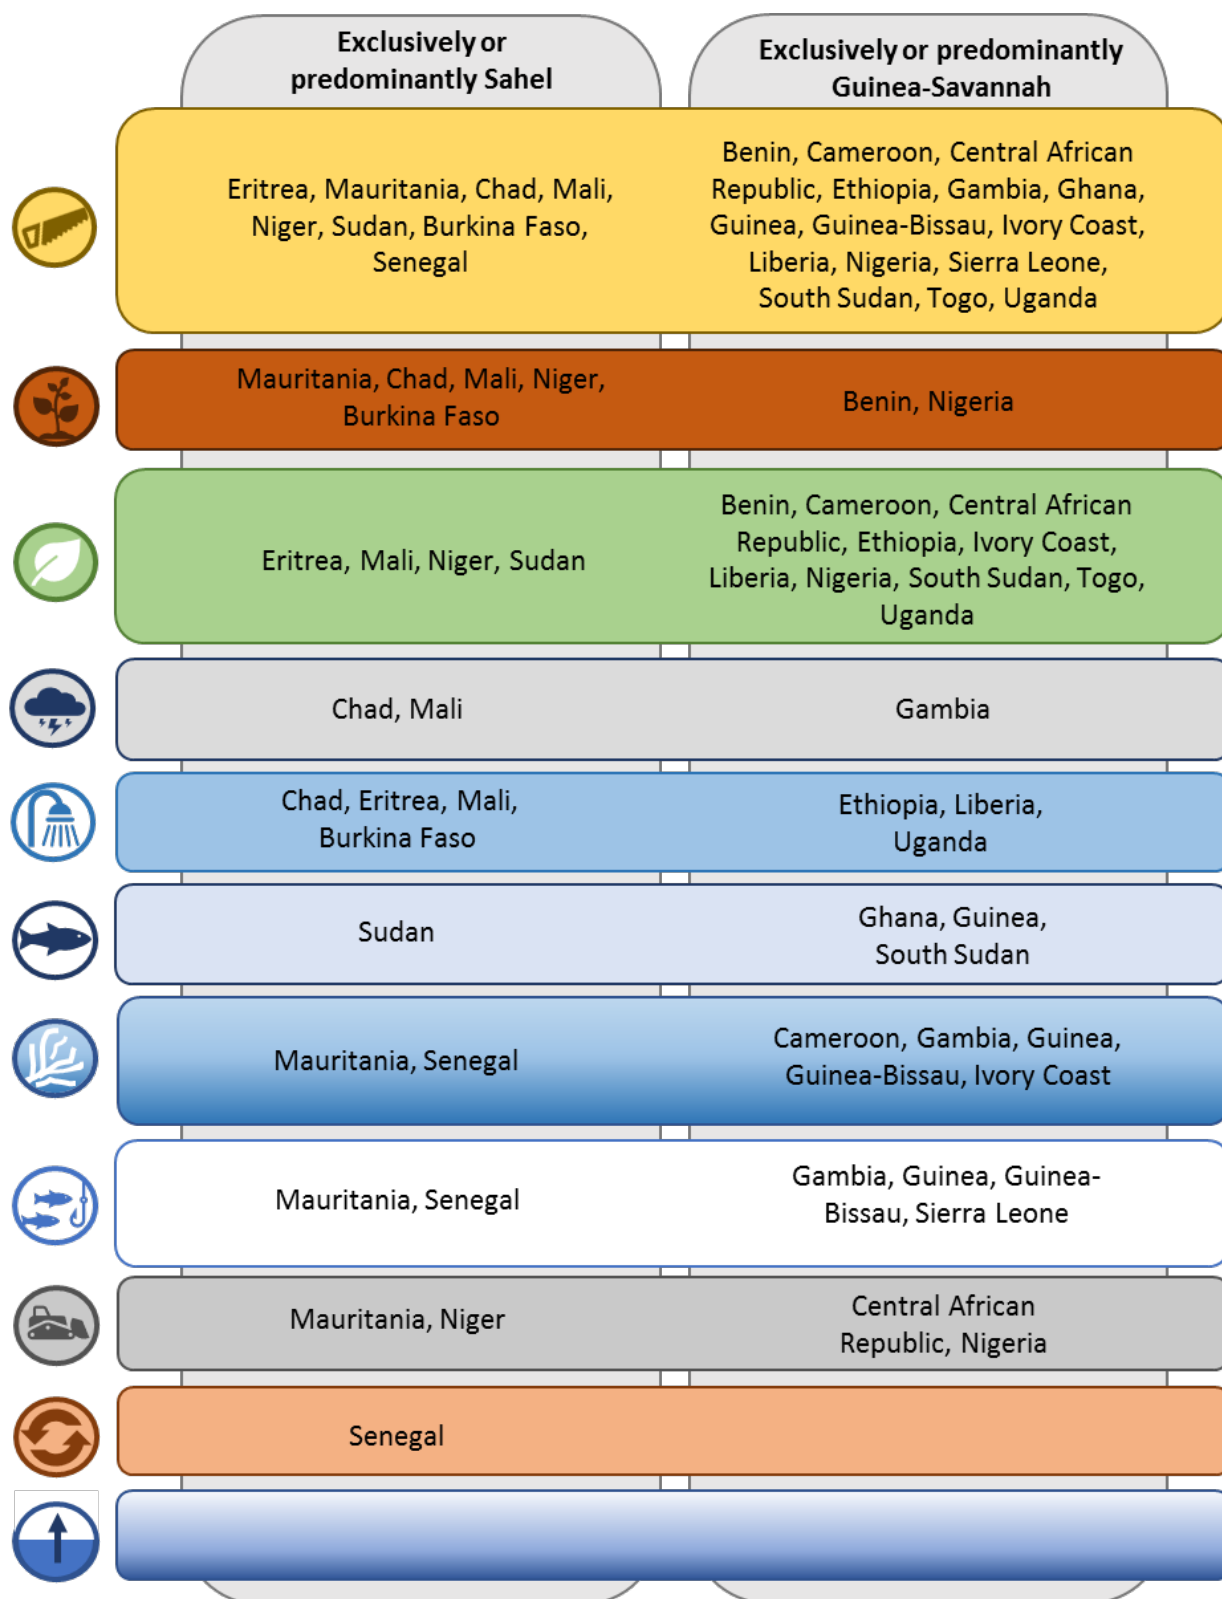 Exclusively or
predominantly Sahel
Exclusively or predominantly
Guinea-Savannah
Eritrea, Mauritania, Chad, Mali,
Niger, Sudan, Burkina Faso,
Senegal
Benin, Cameroon, Central African
Republic, Ethiopia, Gambia, Ghana,
Guinea, Guinea-Bissau, Ivory Coast,
Liberia, Nigeria, Sierra Leone,
South Sudan, Togo, Uganda
Mauritania, Chad, Mali, Niger,
Burkina Faso
Benin, Nigeria
Eritrea, Mali, Niger, Sudan
Benin, Cameroon, Central African
Republic, Ethiopia, Ivory Coast,
Liberia, Nigeria, South Sudan, Togo,
Uganda
Chad, Mali
Gambia
Chad, Eritrea, Mali,
Burkina Faso
Ethiopia, Liberia,
Uganda
Sudan
Ghana, Guinea,
South Sudan
Mauritania, Senegal
Cameroon, Gambia, Guinea,
Guinea-Bissau, Ivory Coast
Mauritania, Senegal
Gambia, Guinea, Guinea-
Bissau, Sierra Leone
Mauritania, Niger
Central African
Republic, Nigeria
Senegal